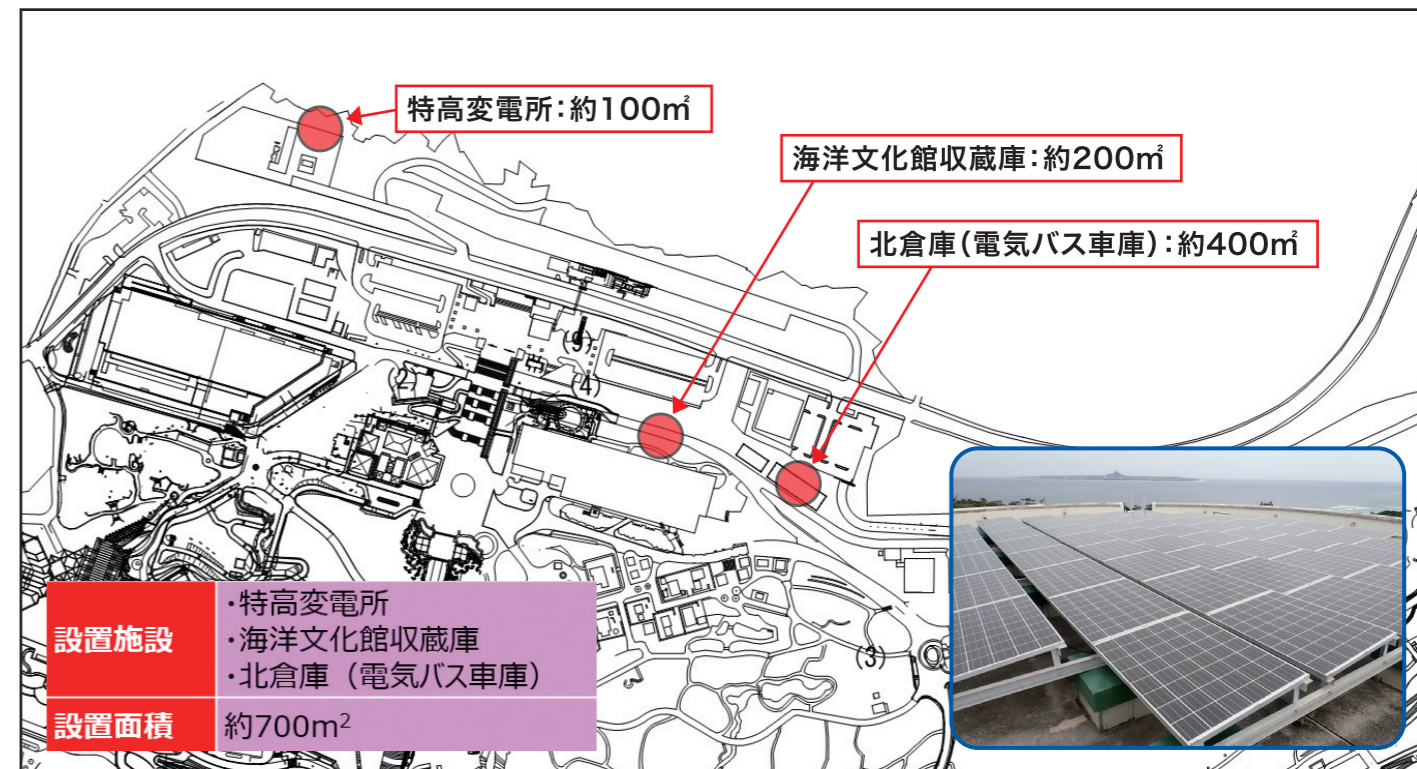 特高変電所：約100㎡
海洋文化館収蔵庫：約200㎡
北倉庫（電気バス車庫）：約400㎡
(5)
(2)
(4)
(3)
設置施設
・特高変電所
・海洋文化館収蔵庫
・北倉庫（電気バス車庫）
設置面積
約700m²